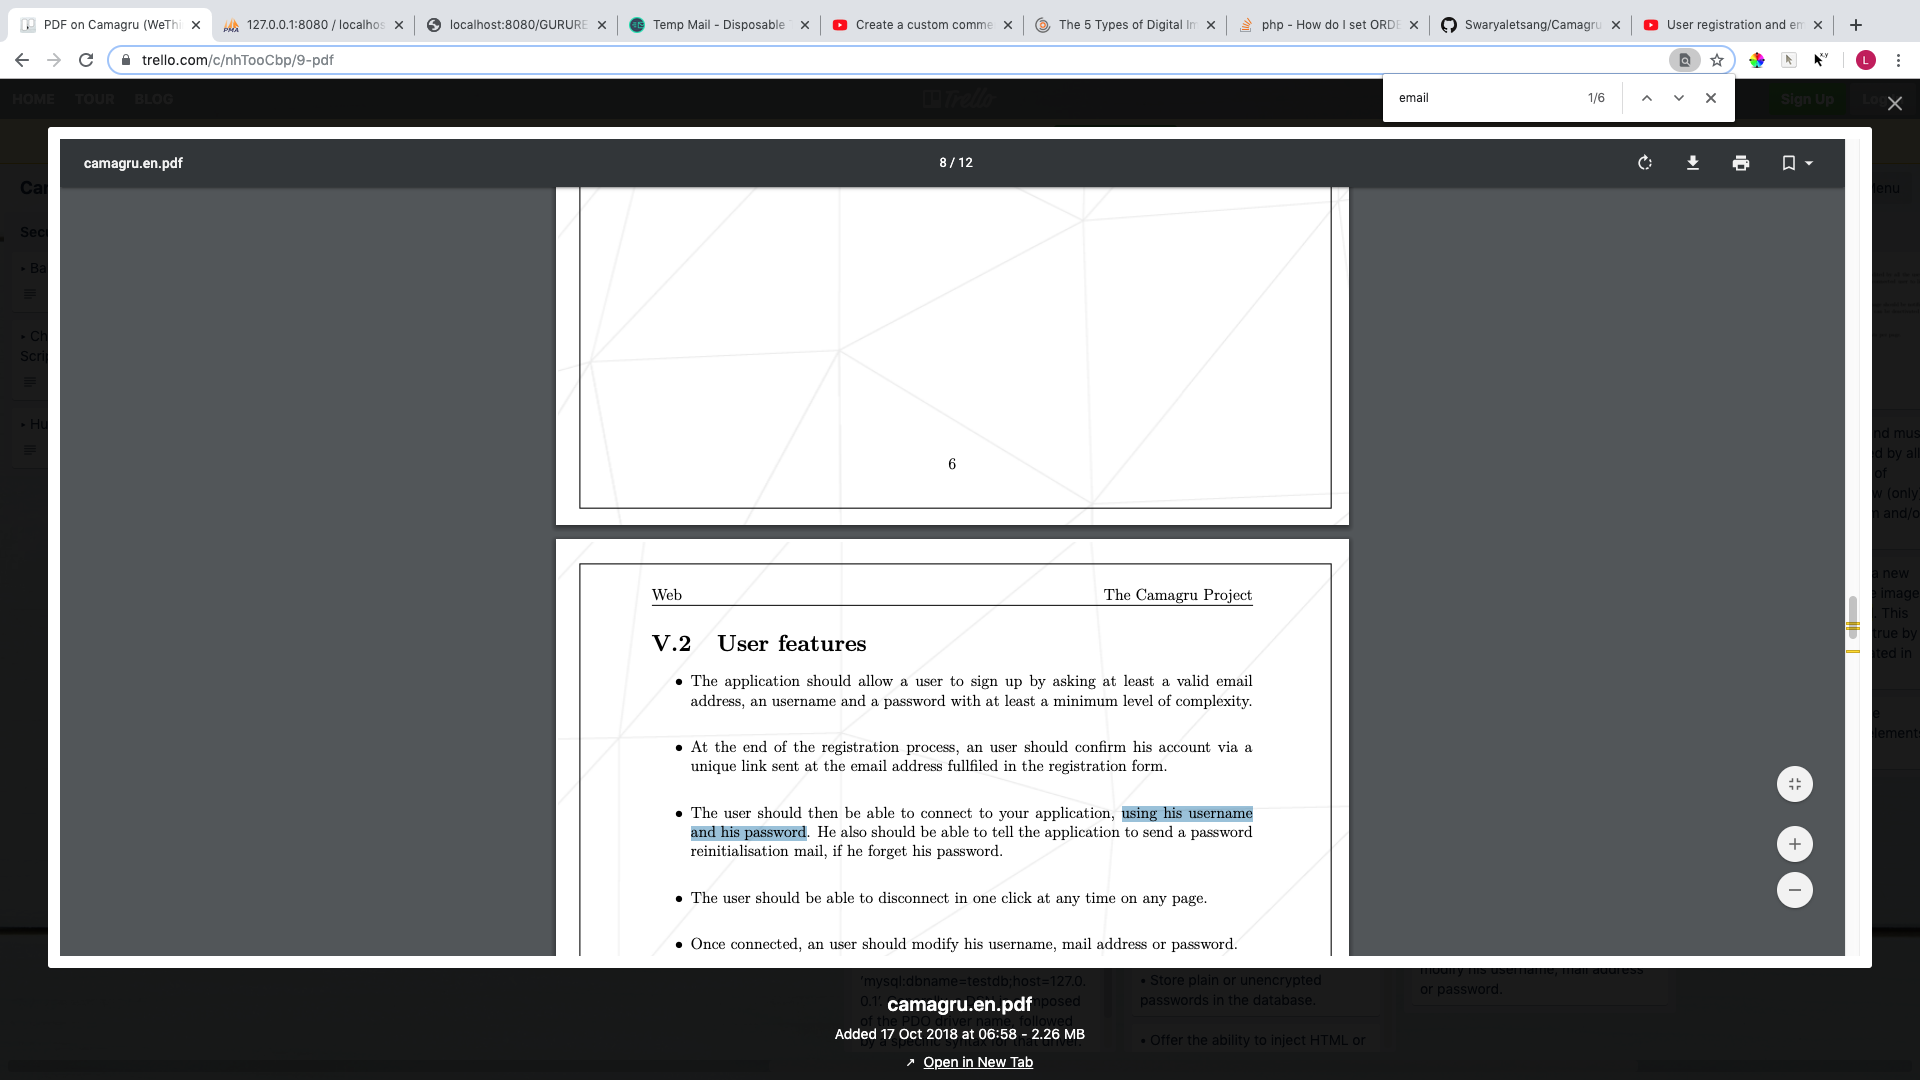 PDF on Camagru (WeThi
127.0.0.1:8080 / localhos
localhost:8080/GURURE
Temp Mail - Disposable
Create a custom comme
The 5 Types of Digital Im
php - How do I set ORDE
Swaryaletsang/Camagru
User registration and em
trello.com/c/nhTooCbp/9-pdf
L
email
1/6
HOME
TOUR
BLOG
Trello
Sign Up
camagru.en.pdf
8 / 12
6
Web
The Camagru Project
V.2 User features
• The application should allow a user to sign up by asking at least a valid email
address, an username and a password with at least a minimum level of complexity.
• At the end of the registration process, an user should confirm his account via a
unique link sent at the email address fullfiled in the registration form.
• The user should then be able to connect to your application, using his username
and his password. He also should be able to tell the application to send a password
reinitialisation mail, if he forget his password.
• The user should be able to disconnect in one click at any time on any page.
• Once connected, an user should modify his username, mail address or password.
'mysql:dbname=testdb;host=127.0.
• Store plain or unencrypted
passwords in the database.
modify his username, mail address
or password.
• Offer the ability to inject HTML or
camagru.en.pdf
Added 17 Oct 2018 at 06:58 - 2.26 MB
↗ Open in New Tab